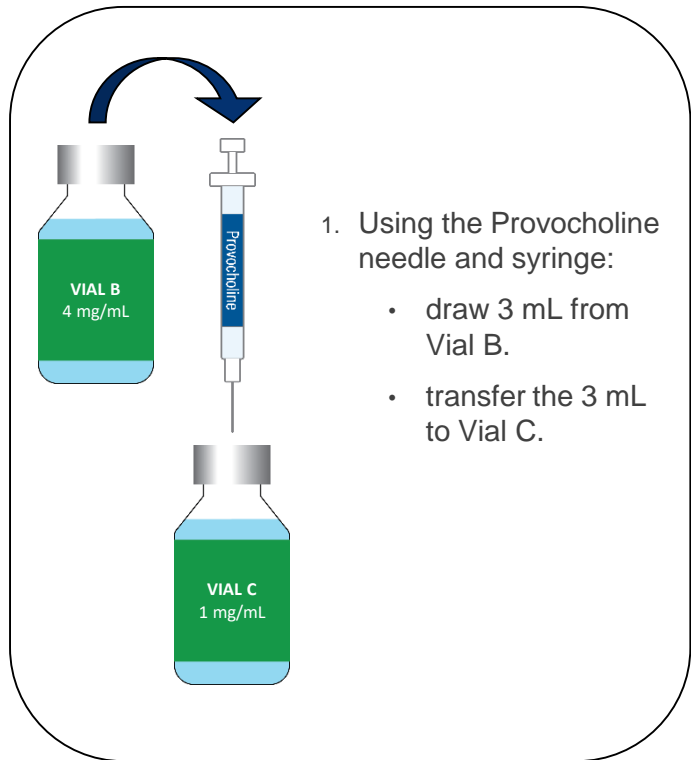 VIAL B
4 mg/mL
Provocholine
1. Using the Provocholine
needle and syringe:
• draw 3 mL from
Vial B.
• transfer the 3 mL
to Vial C.
VIAL C
1 mg/mL